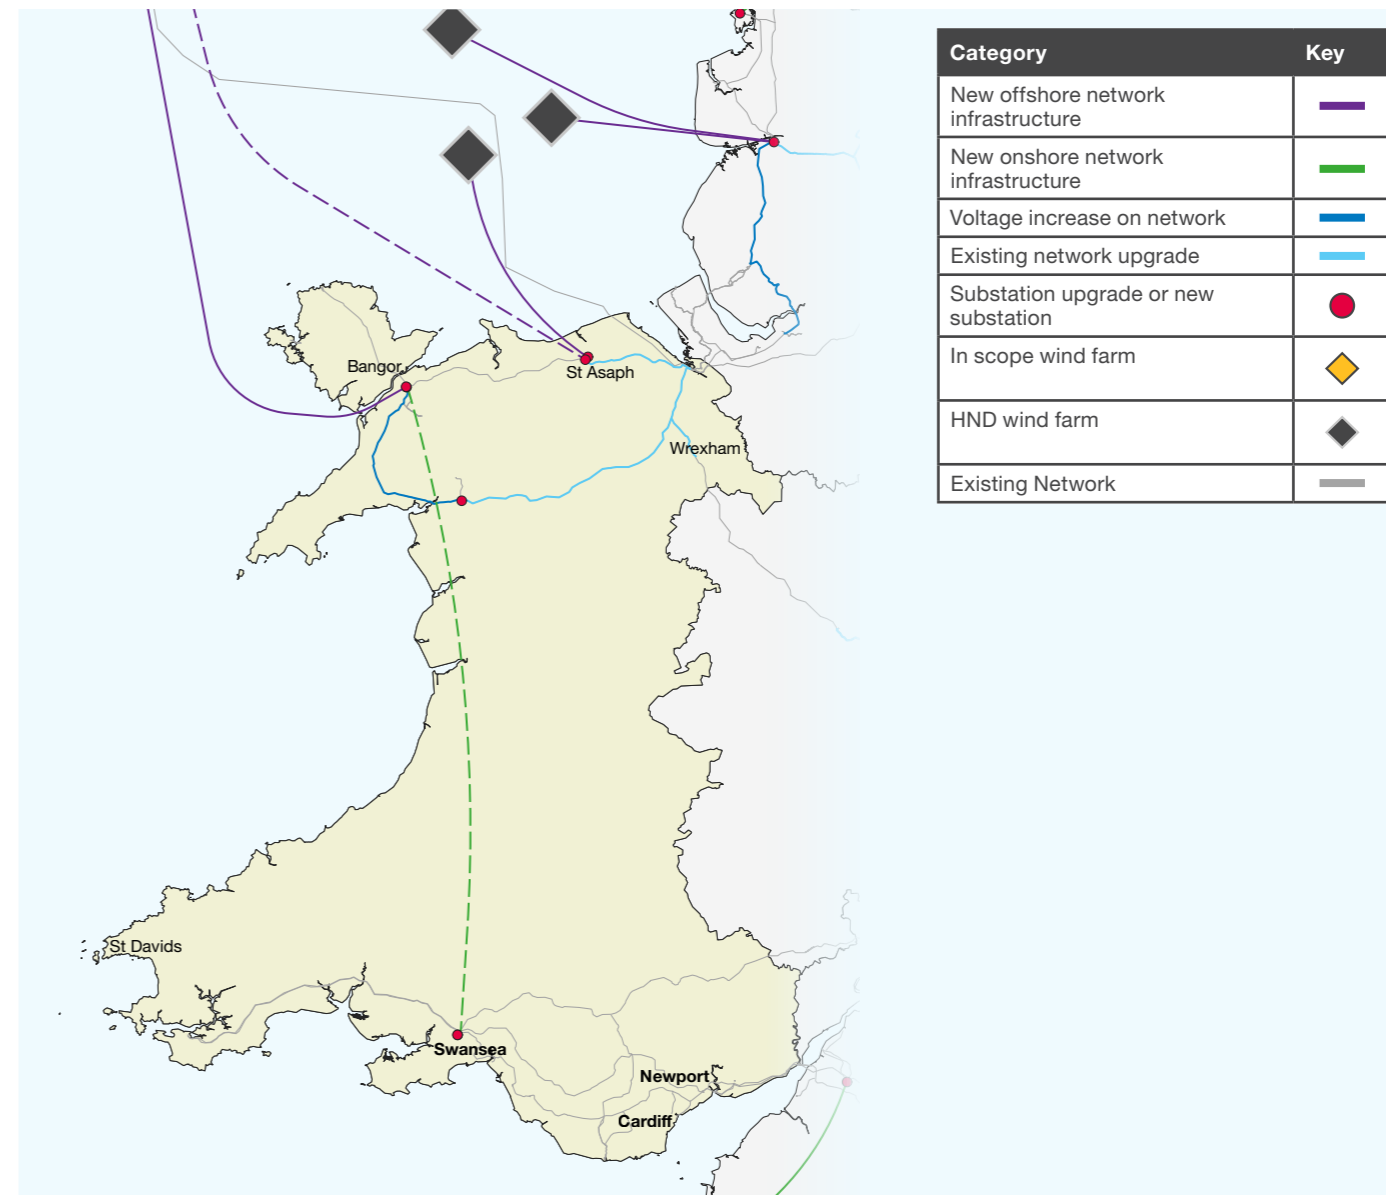 Category Key
New offshore network
infrastructure
New onshore network
infrastructure
Voltage increase on network
Existing network upgrade
Substation upgrade or new
substation
In scope wind farm
HND wind farm
Existing Network
Bangor
St Asaph
Wrexham
St Davids
Swansea
Newport
Cardiff